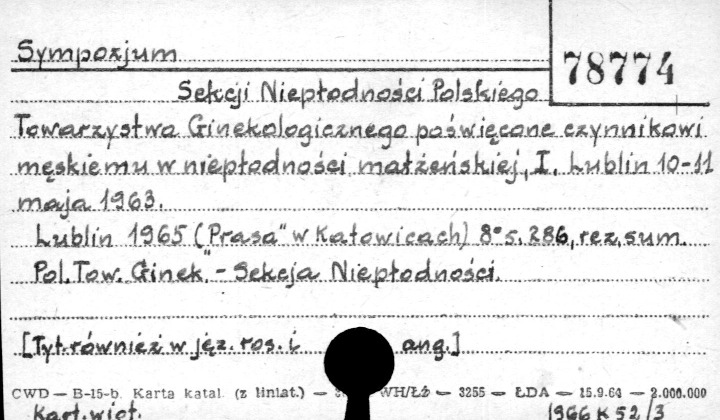 Sympozjum
78774
Sekcji Niepłodności Polskiego
Towarzystwa Ginekologicznego poświęcone czynnikowi
męskiemu w niepłodności małżeńskiej, I. Lublin 10-11
maja 1963.
Lublin 1965 (Prasa" w Katowicach) 8° s. 286, rez, sum.
Pol. Tow. Ginek". - Sekcja Niepłodności.
[Tyt. również w jęz. ros. i ang.]
CWD — B-15-b. Karta katal. (z liniat.) — WH/Łż — 3255 — ŁDA — 15.9.64 — 2.000.000
Kart. wiot. 1966 K 52/3